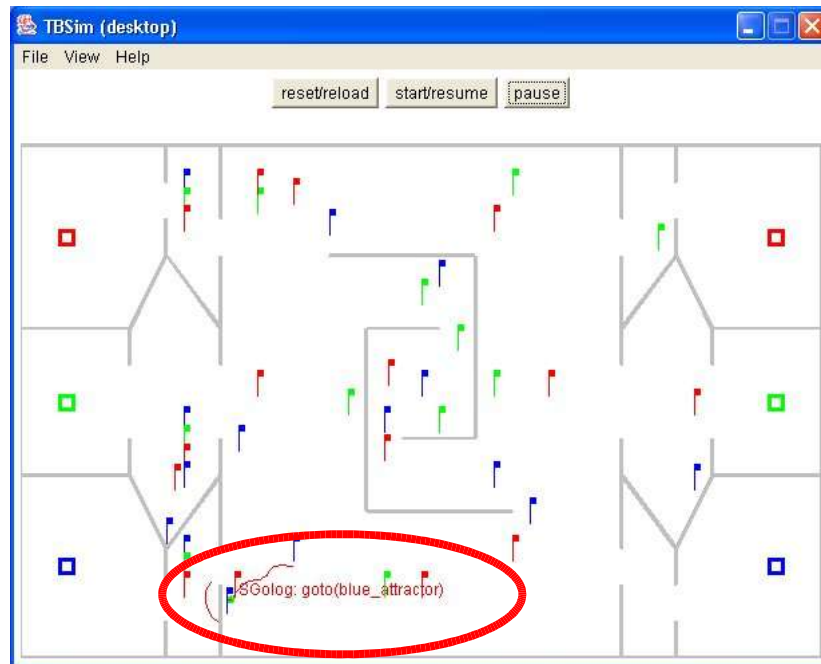 TBSim (desktop)
File View Help
reset/reload start/resume pause
SGolog: goto(blue_attractor)